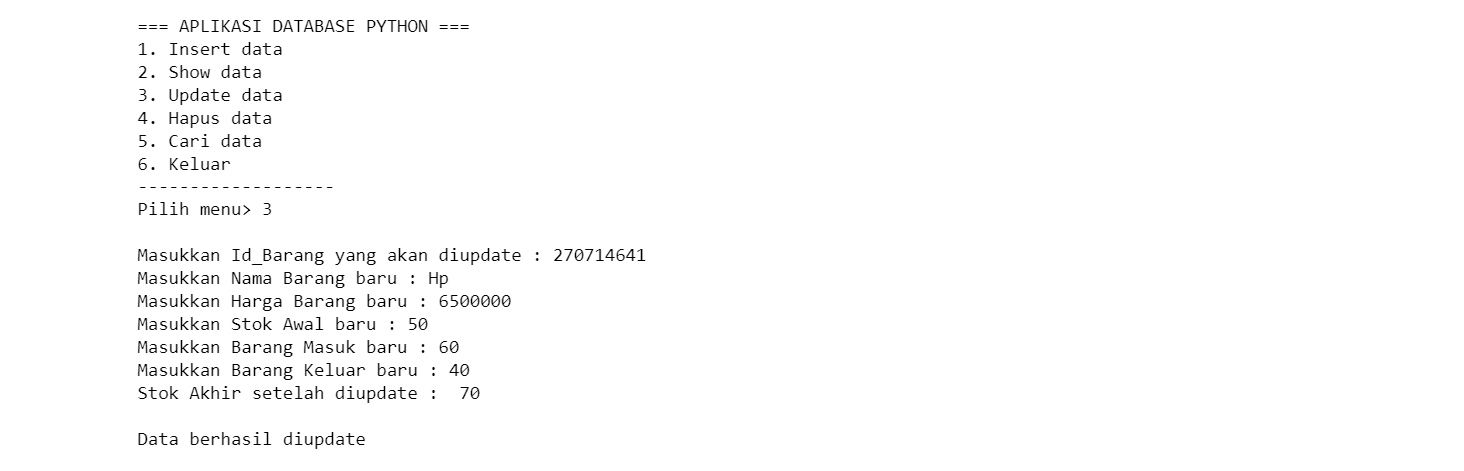 === APLIKASI DATABASE PYTHON ===
1. Insert data
2. Show data
3. Update data
4. Hapus data
5. Cari data
6. Keluar
-------------------
Pilih menu> 3
Masukkan Id_Barang yang akan diupdate : 270714641
Masukkan Nama Barang baru : Hp
Masukkan Harga Barang baru : 6500000
Masukkan Stok Awal baru : 50
Masukkan Barang Masuk baru : 60
Masukkan Barang Keluar baru : 40
Stok Akhir setelah diupdate :  70
Data berhasil diupdate